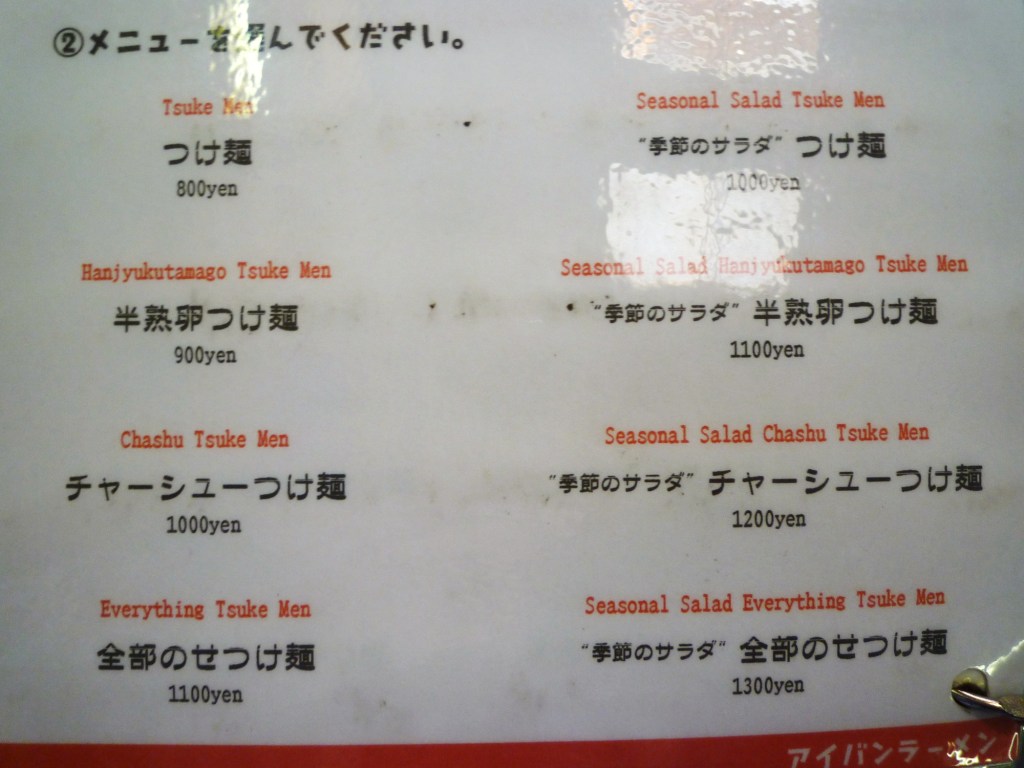 ②メニューを選んでください。
Tsuke Men
つけ麺
800yen
Hanjyukutamago Tsuke Men
半熟卵つけ麺
900yen
Chashu Tsuke Men
チャーシューつけ麺
1000yen
Everything Tsuke Men
全部のせつけ麺
1100yen
Seasonal Salad Tsuke Men
"季節のサラダ" つけ麺
1000yen
Seasonal Salad Hanjyukutamago Tsuke Men
"季節のサラダ" 半熟卵つけ麺
1100yen
Seasonal Salad Chashu Tsuke Men
"季節のサラダ" チャーシューつけ麺
1200yen
Seasonal Salad Everything Tsuke Men
"季節のサラダ" 全部のせつけ麺
1300yen
アイバンラーメン